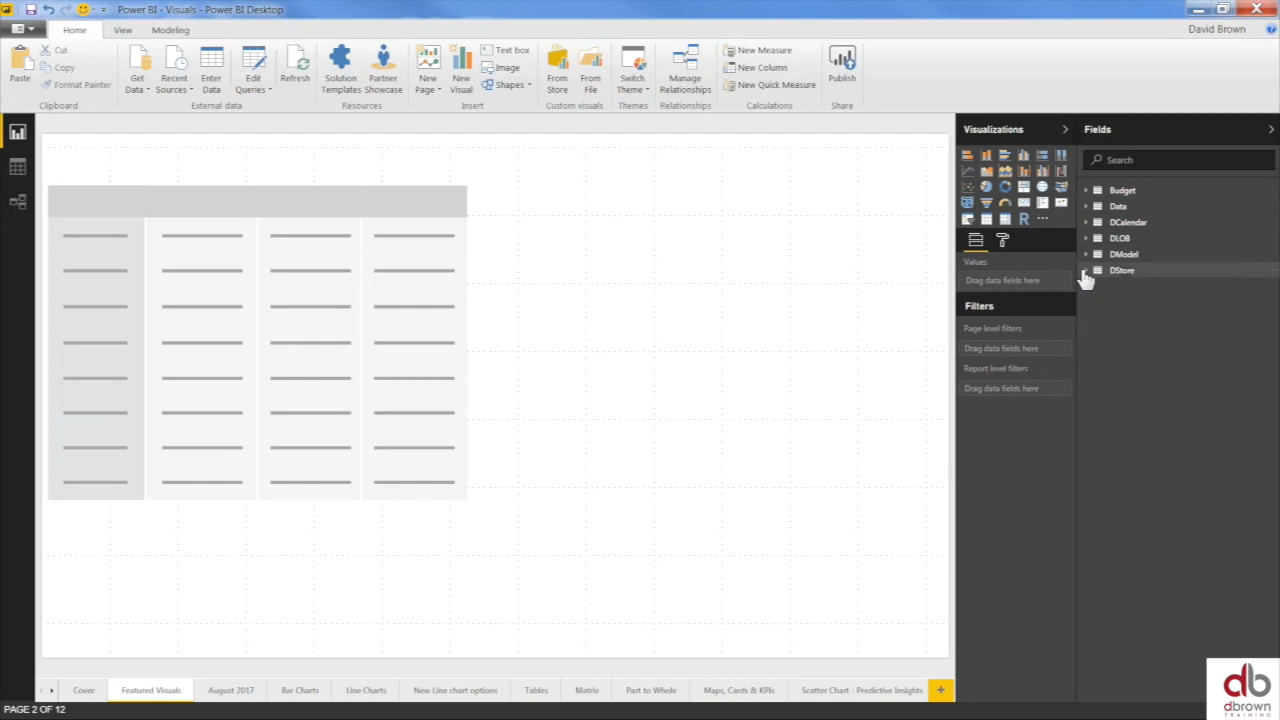 Power BI - Visuals - Power BI Desktop
Home View Modeling
David Brown
Paste
Cut
Copy
Format Painter
Clipboard
Get Data
Recent Sources
Enter Data
Edit Queries
Refresh
External data
Solution Templates
Partner Showcase
Resources
New Page
New Visual
Text box
Image
Shapes
Insert
From Store
From File
Custom visuals
Switch Theme
Themes
Manage Relationships
Relationships
New Measure
New Column
New Quick Measure
Calculations
Publish
Share
Visualizations
R
Values
Drag data fields here
Filters
Page level filters
Drag data fields here
Report level filters
Drag data fields here
Fields
Search
Budget
Data
DCalendar
DLOB
DModel
DStore
Cover Featured Visuals August 2017 Bar Charts Line Charts New Line chart options Tables Matrix Part to Whole Maps, Cards & KPIs Scatter Chart - Predictive Insights +
PAGE 2 OF 12
db
dbrown
TRAINING